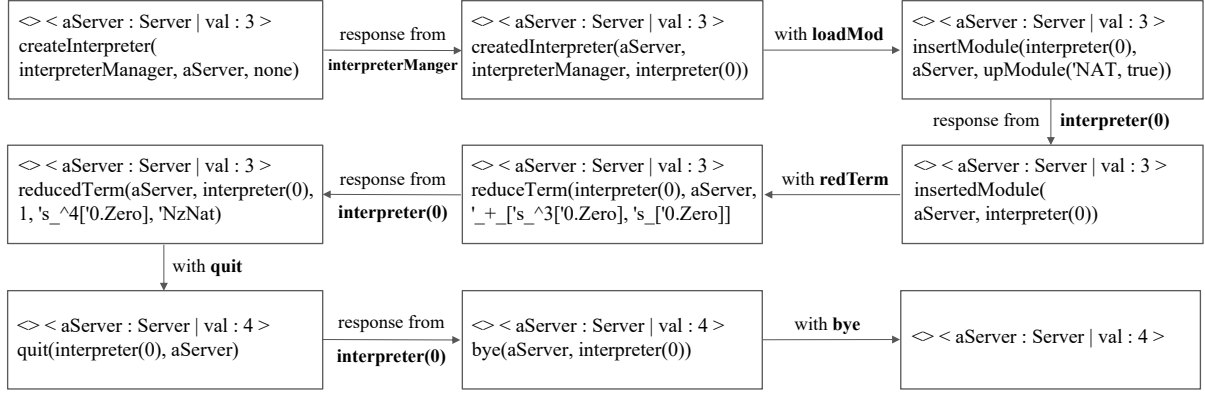 <> < aServer : Server | val : 3 >
createInterpreter(
interpreterManager, aServer, none)
response from
interpreterManger
<> < aServer : Server | val : 3 >
createdInterpreter(aServer,
interpreterManager, interpreter(0))
with loadMod
<> < aServer : Server | val : 3 >
insertModule(interpreter(0),
aServer, upModule('NAT, true))
response from interpreter(0)
<> < aServer : Server | val : 3 >
insertedModule(
aServer, interpreter(0))
with redTerm
<> < aServer : Server | val : 3 >
reduceTerm(interpreter(0), aServer,
'_+_['s_^3['0.Zero], 's_['0.Zero]]
response from
interpreter(0)
<> < aServer : Server | val : 3 >
reducedTerm(aServer, interpreter(0),
1, 's_^4['0.Zero], 'NzNat)
with quit
<> < aServer : Server | val : 4 >
quit(interpreter(0), aServer)
response from
interpreter(0)
<> < aServer : Server | val : 4 >
bye(aServer, interpreter(0))
with bye
<> < aServer : Server | val : 4 >